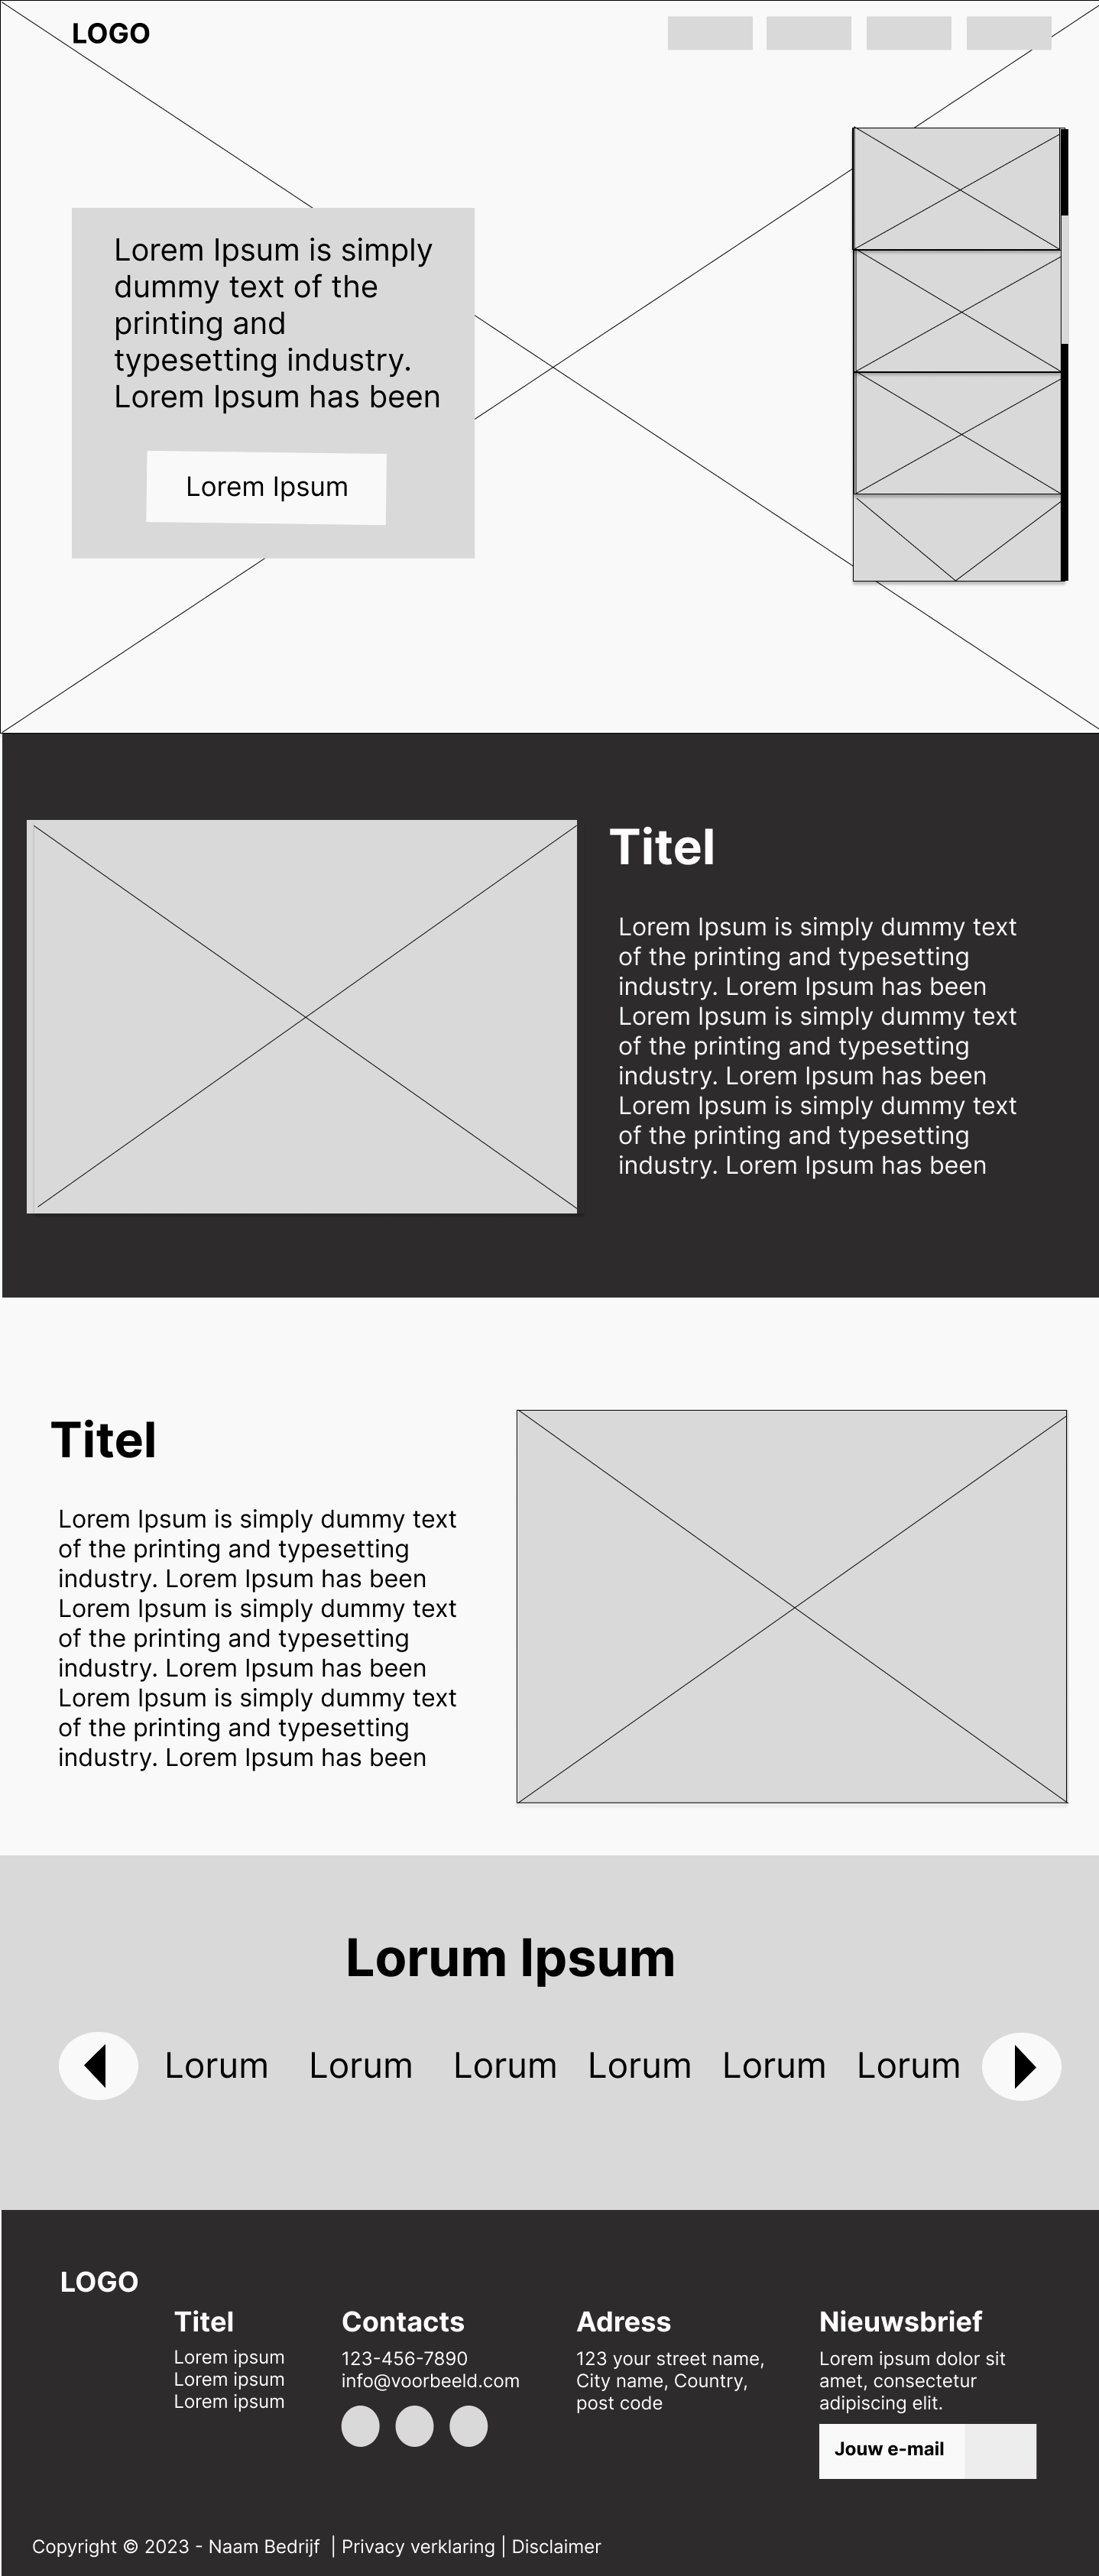 LOGO
Lorem Ipsum is simply
dummy text of the
printing and
typesetting industry.
Lorem Ipsum has been
Lorem Ipsum
Titel
Lorem Ipsum is simply dummy text
of the printing and typesetting
industry. Lorem Ipsum has been
Lorem Ipsum is simply dummy text
of the printing and typesetting
industry. Lorem Ipsum has been
Lorem Ipsum is simply dummy text
of the printing and typesetting
industry. Lorem Ipsum has been
Titel
Lorem Ipsum is simply dummy text
of the printing and typesetting
industry. Lorem Ipsum has been
Lorem Ipsum is simply dummy text
of the printing and typesetting
industry. Lorem Ipsum has been
Lorem Ipsum is simply dummy text
of the printing and typesetting
industry. Lorem Ipsum has been
Lorum Ipsum
Lorum Lorum Lorum Lorum Lorum Lorum
LOGO
Titel
Lorem ipsum
Lorem ipsum
Lorem ipsum
Contacts
123-456-7890
info@voorbeeld.com
Adress
123 your street name,
City name, Country,
post code
Nieuwsbrief
Lorem ipsum dolor sit
amet, consectetur
adipiscing elit.
Jouw e-mail
Copyright © 2023 - Naam Bedrijf | Privacy verklaring | Disclaimer